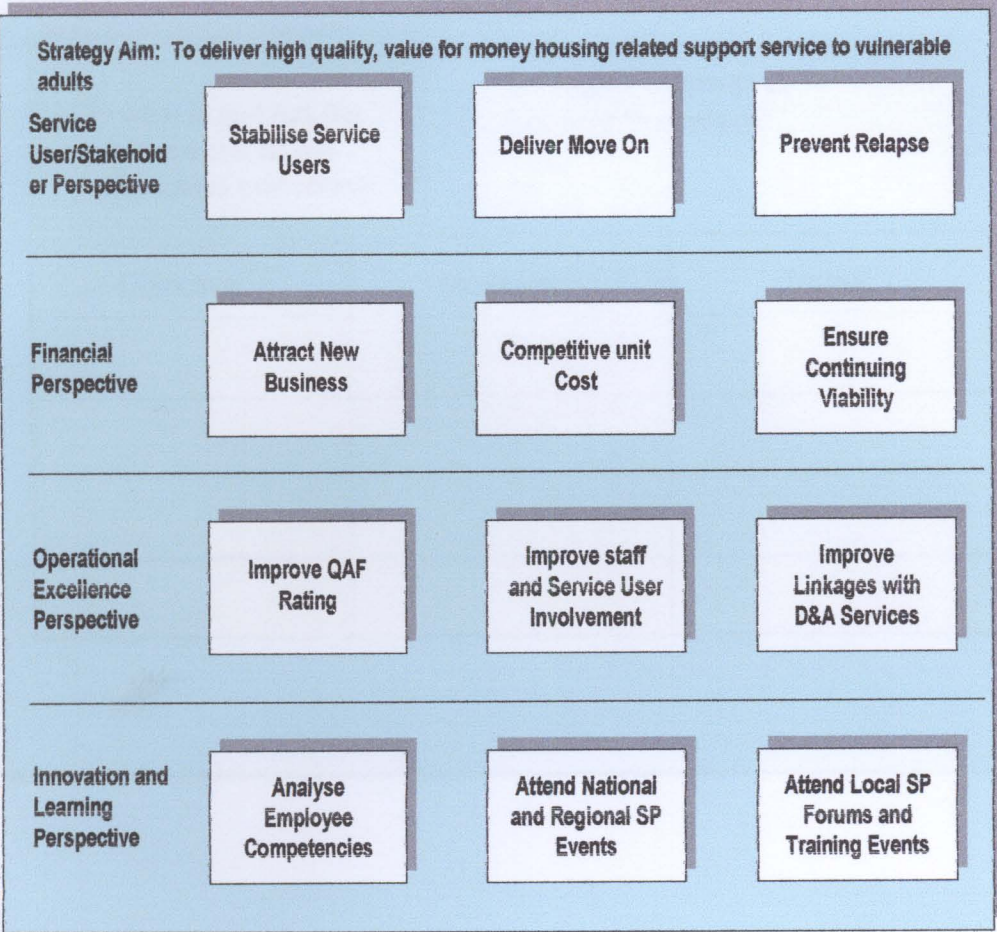 Strategy Aim: To deliver high quality, value for money housing related support service to vulnerable
adults
Service
User/Stakehold
er Perspective
Stabilise Service
Users
Deliver Move On
Prevent Relapse
Financial
Perspective
Attract New
Business
Competitive unit
Cost
Ensure
Continuing
Viability
Operational
Excellence
Perspective
Improve QAF
Rating
Improve staff
and Service User
Involvement
Improve
Linkages with
D&A Services
Innovation and
Learning
Perspective
Analyse
Employee
Competencies
Attend National
and Regional SP
Events
Attend Local SP
Forums and
Training Events